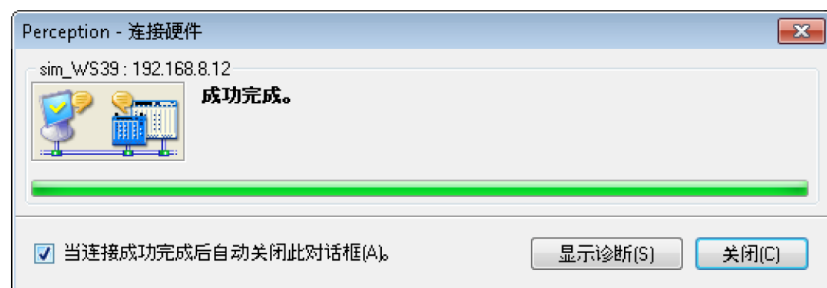 Perception - 连接硬件
sim_WS39 : 192.168.8.12
成功完成。
当连接成功完成后自动关闭此对话框(A)。
显示诊断(S)
关闭(C)